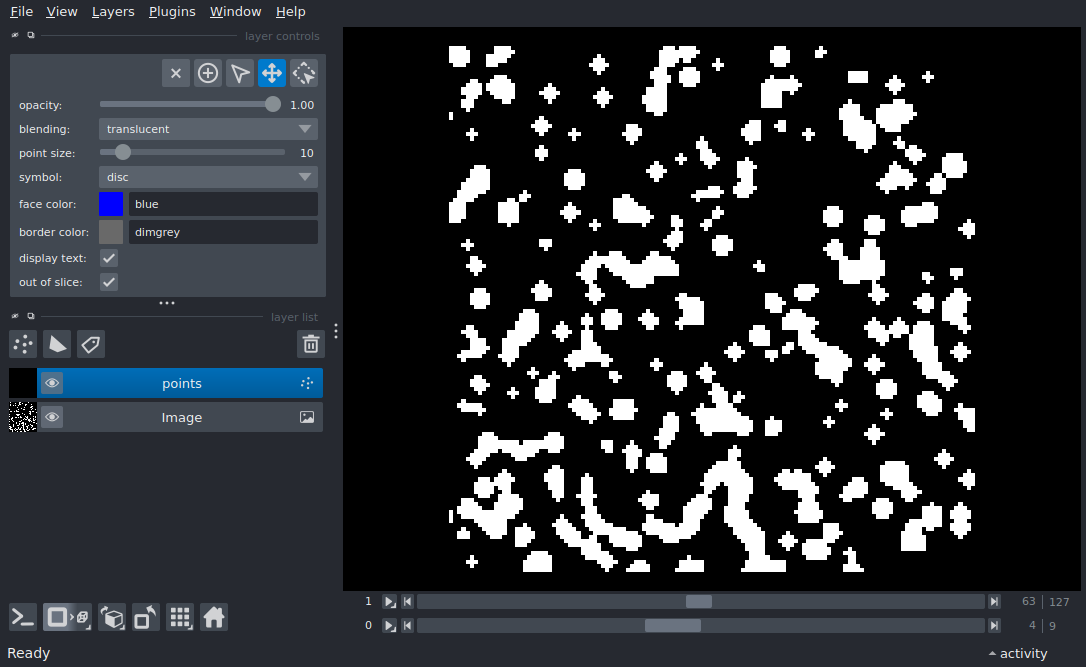 File View Layers Plugins Window Help
layer controls
opacity: 1.00
blending: translucent
point size: 10
symbol: disc
face color: blue
border color: dimgrey
display text:
out of slice:
layer list
points
Image
1 63 127
0 4 9
Ready activity